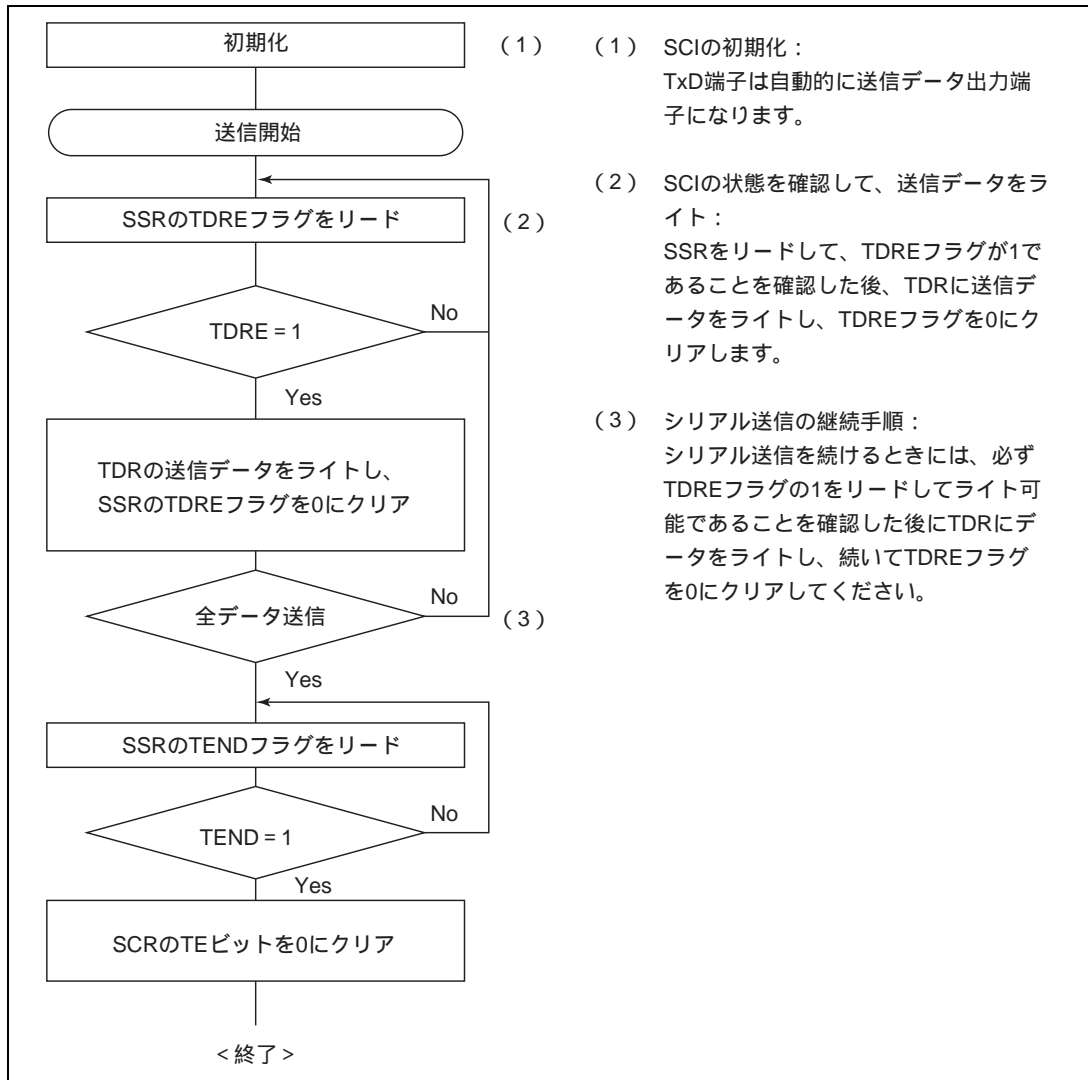 初期化
(1)
送信開始
SSRのTDREフラグをリード
(2)
TDRE = 1
No
Yes
TDRの送信データをライトし、
SSRのTDREフラグを0にクリア
全データ送信
No
(3)
Yes
SSRのTENDフラグをリード
TEND = 1
No
Yes
SCRのTEビットを0にクリア
<終了>
(1) SCIの初期化:
TxD端子は自動的に送信データ出力端
子になります。
(2) SCIの状態を確認して、送信データをラ
イト:
SSRをリードして、TDREフラグが1で
あることを確認した後、TDRに送信デ
ータをライトし、TDREフラグを0にク
リアします。
(3) シリアル送信の継続手順:
シリアル送信を続けるときには、必ず
TDREフラグの1をリードしてライト可
能であることを確認した後にTDRにデ
ータをライトし、続いてTDREフラグ
を0にクリアしてください。